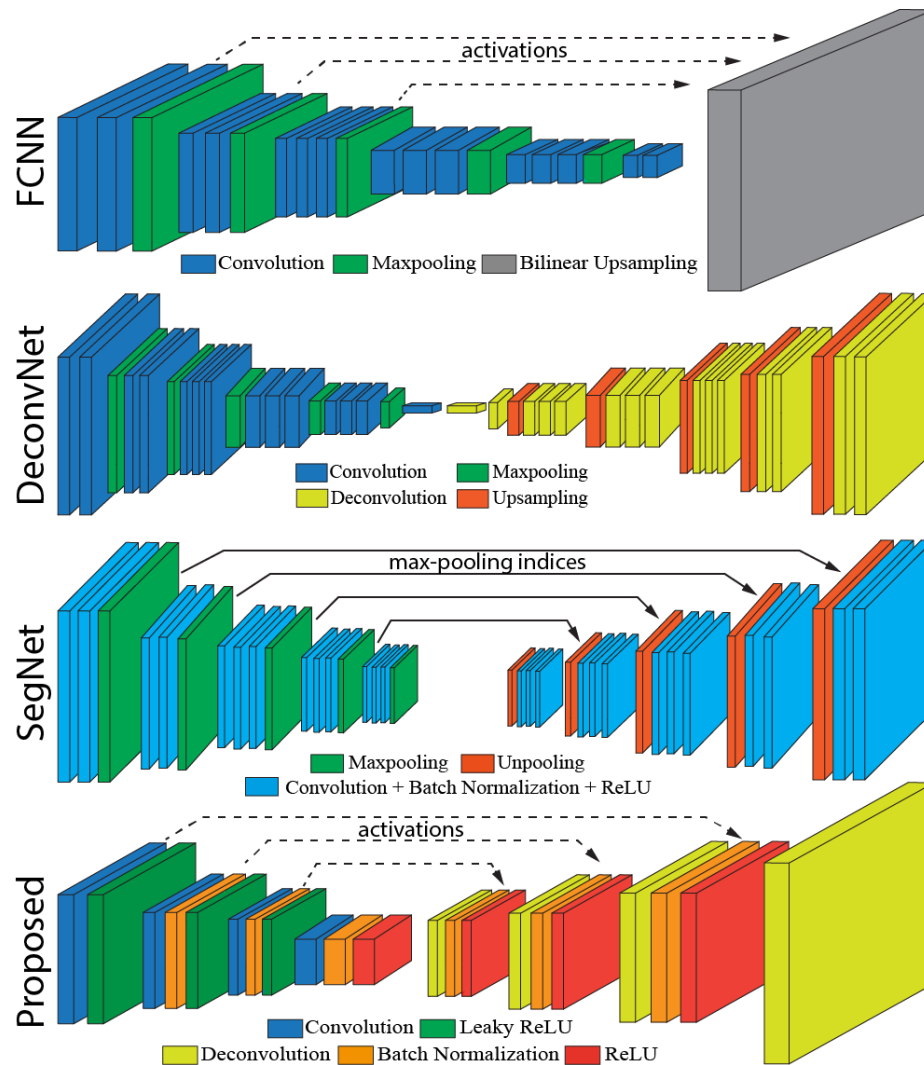 FCNN
activations
Convolution Maxpooling Bilinear Upsampling
DeconvNet
Convolution Maxpooling
Deconvolution Upsampling
SegNet
max-pooling indices
Maxpooling Unpooling
Convolution + Batch Normalization + ReLU
Proposed
activations
Convolution Leaky ReLU
Deconvolution Batch Normalization ReLU